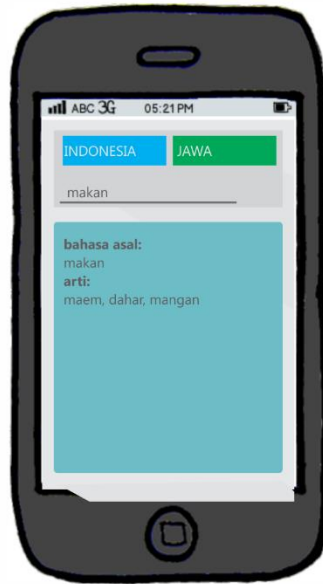 ABC 3G 05:21 PM
INDONESIA JAWA
makan
bahasa asal:
makan
arti:
maem, dahar, mangan